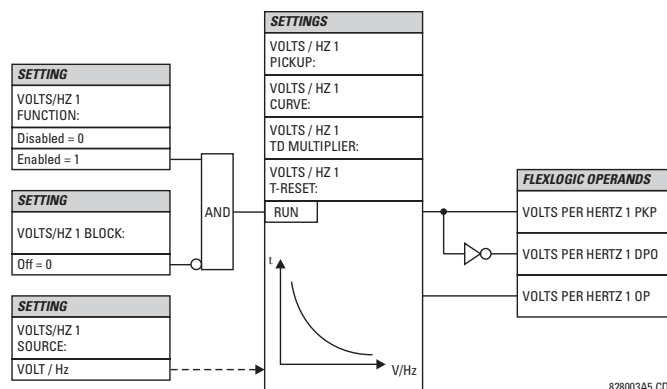 SETTING
VOLTS/HZ 1
FUNCTION:
Disabled = 0
Enabled = 1
SETTING
VOLTS/HZ 1 BLOCK:
Off = 0
SETTING
VOLTS/HZ 1
SOURCE:
VOLT / Hz
AND
SETTINGS
VOLTS / HZ 1
PICKUP:
VOLTS / HZ 1
CURVE:
VOLTS / HZ 1
TD MULTIPLIER:
VOLTS / HZ 1
T-RESET:
RUN
t
V/Hz
FLEXLOGIC OPERANDS
VOLTS PER HERTZ 1 PKP
VOLTS PER HERTZ 1 DPO
VOLTS PER HERTZ 1 OP
828003A5.CD